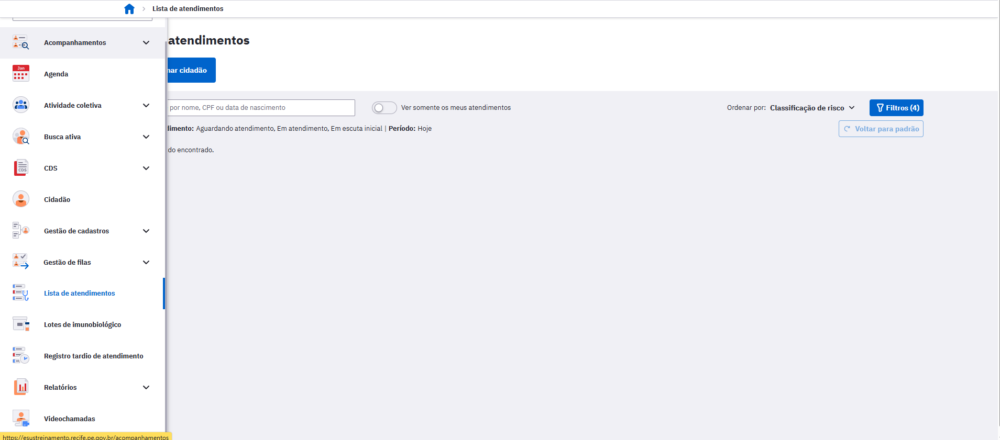 Lista de atendimentos
atendimentos
nar cidadão
Acompanhamentos
Jan
Agenda
Atividade coletiva
Busca ativa
CDS
CDS
Cidadão
Gestão de cadastros
Gestão de filas
Lista de atendimentos
Lotes de imunobiológico
Registro tardio de atendimento
Relatórios
Videochamadas
por nome, CPF ou data de nascimento
Ver somente os meus atendimentos
Ordenar por: Classificação de risco
Filtros (4)
dimento: Aguardando atendimento, Em atendimento, Em escuta inicial | Período: Hoje
Voltar para padrão
do encontrado.
https://esustreinamento.recife.pe.gov.br/acompanhamentos